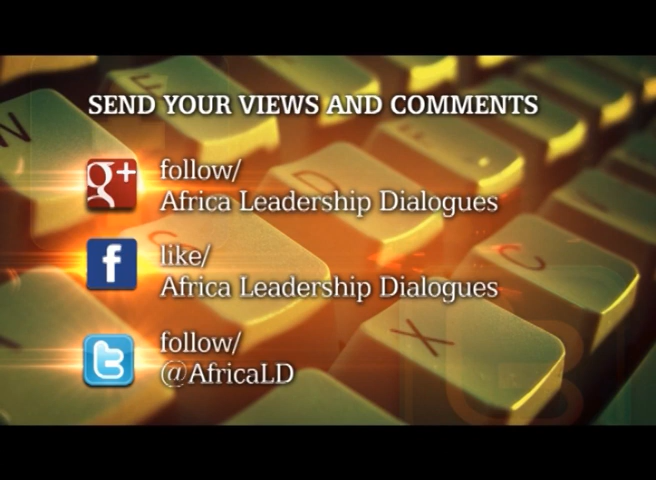 SEND YOUR VIEWS AND COMMENTS
g+
follow/
Africa Leadership Dialogues
f
like/
Africa Leadership Dialogues
t
follow/
@AfricaLD
N
F
D
S
C
X